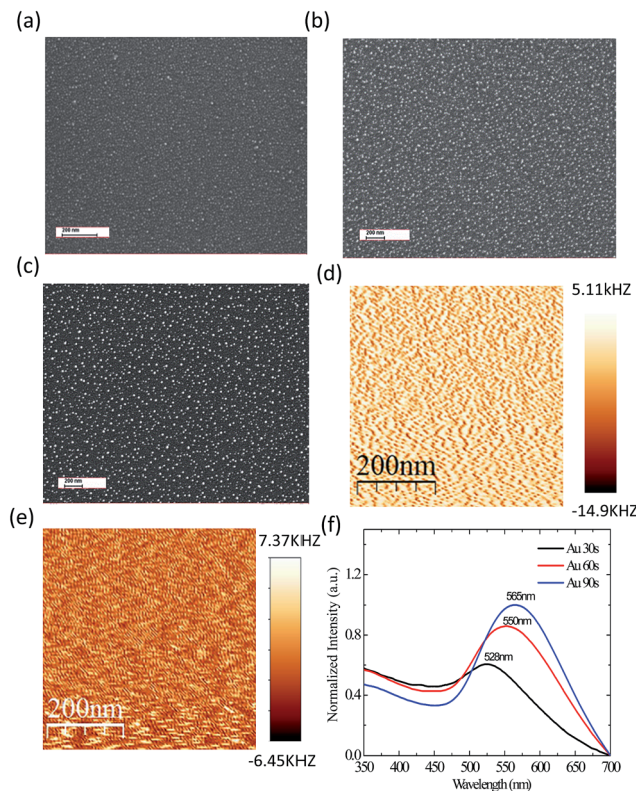 (a)
200 nm
(b)
200 nm
(c)
200 nm
(d)
200nm
5.11kHZ
-14.9KHZ
(e)
200nm
7.37KHZ
-6.45KHZ
(f)
Au 30s
Au 60s
Au 90s
565nm
550nm
528nm
Normalized Intensity (a.u.)
1.2
0.8
0.4
0.0
350 400 450 500 550 600 650 700
Wavelength (nm)